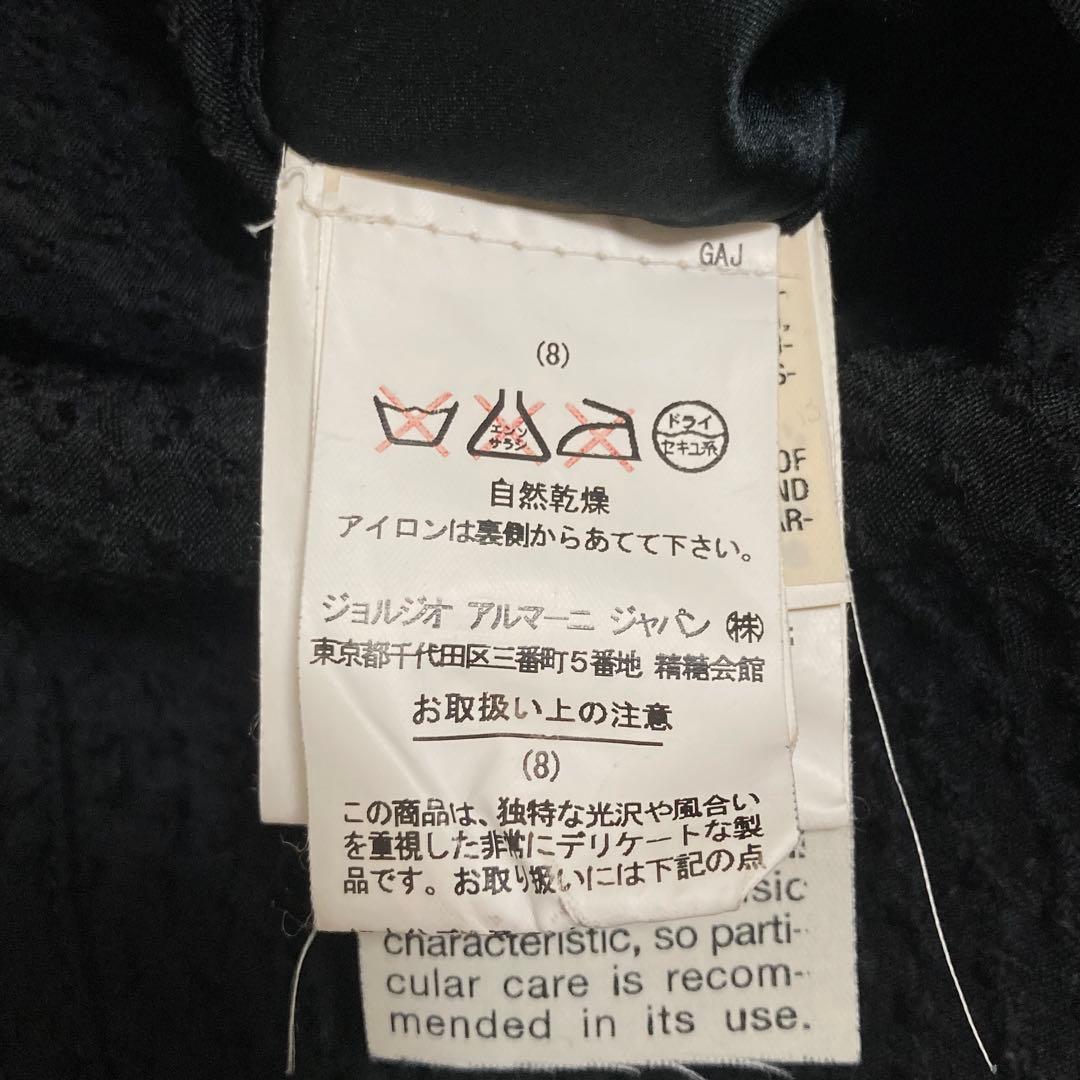 GAJ
(8)
エンソ
サラシ
ドライ
セキユ系
自然乾燥
アイロンは裏側からあてて下さい。
ジョルジオ アルマーニ ジャパン ㈱
東京都千代田区三番町5番地 精糖会館
お取扱い上の注意
(8)
この商品は、独特な光沢や風合い
を重視した非常にデリケートな製
品です。お取り扱いには下記の点
OF
ND
AR-
sic
characteristic, so parti-
cular care is recom-
mended in its use.